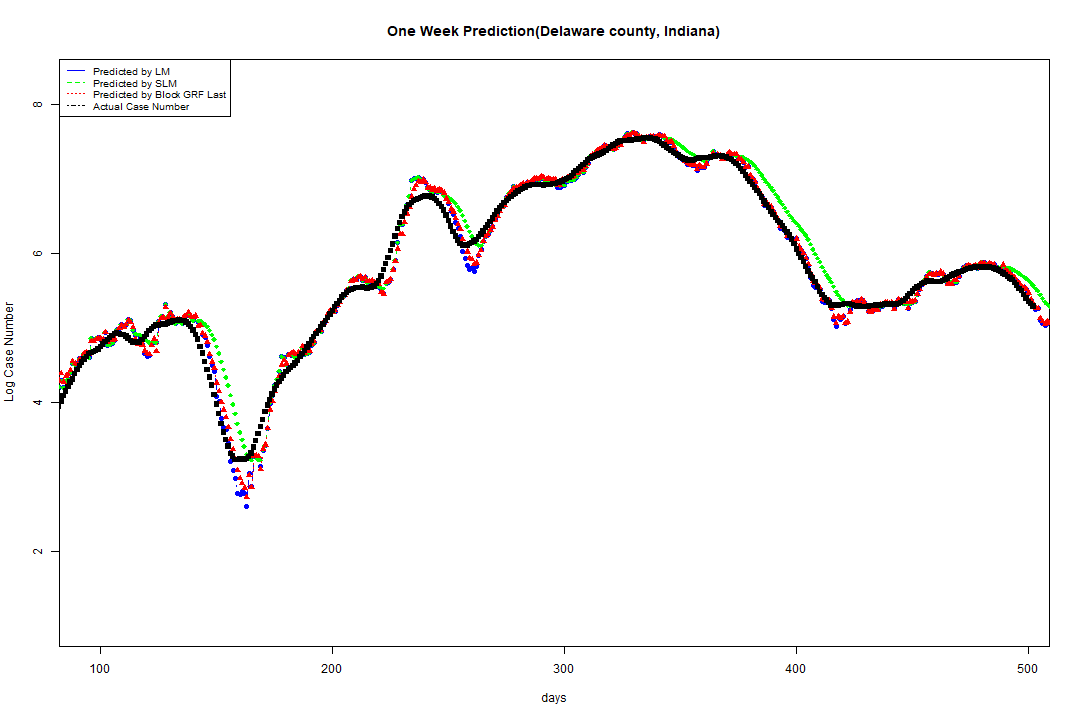 One Week Prediction(Delaware county, Indiana)
Predicted by LM
Predicted by SLM
Predicted by Block GRF Last
Actual Case Number
8
6
4
2
Log Case Number
100 200 300 400 500
days